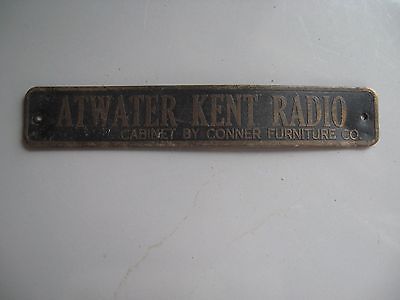 ATWATER KENT RADIO
CABINET BY CONNER FURNITURE CO.